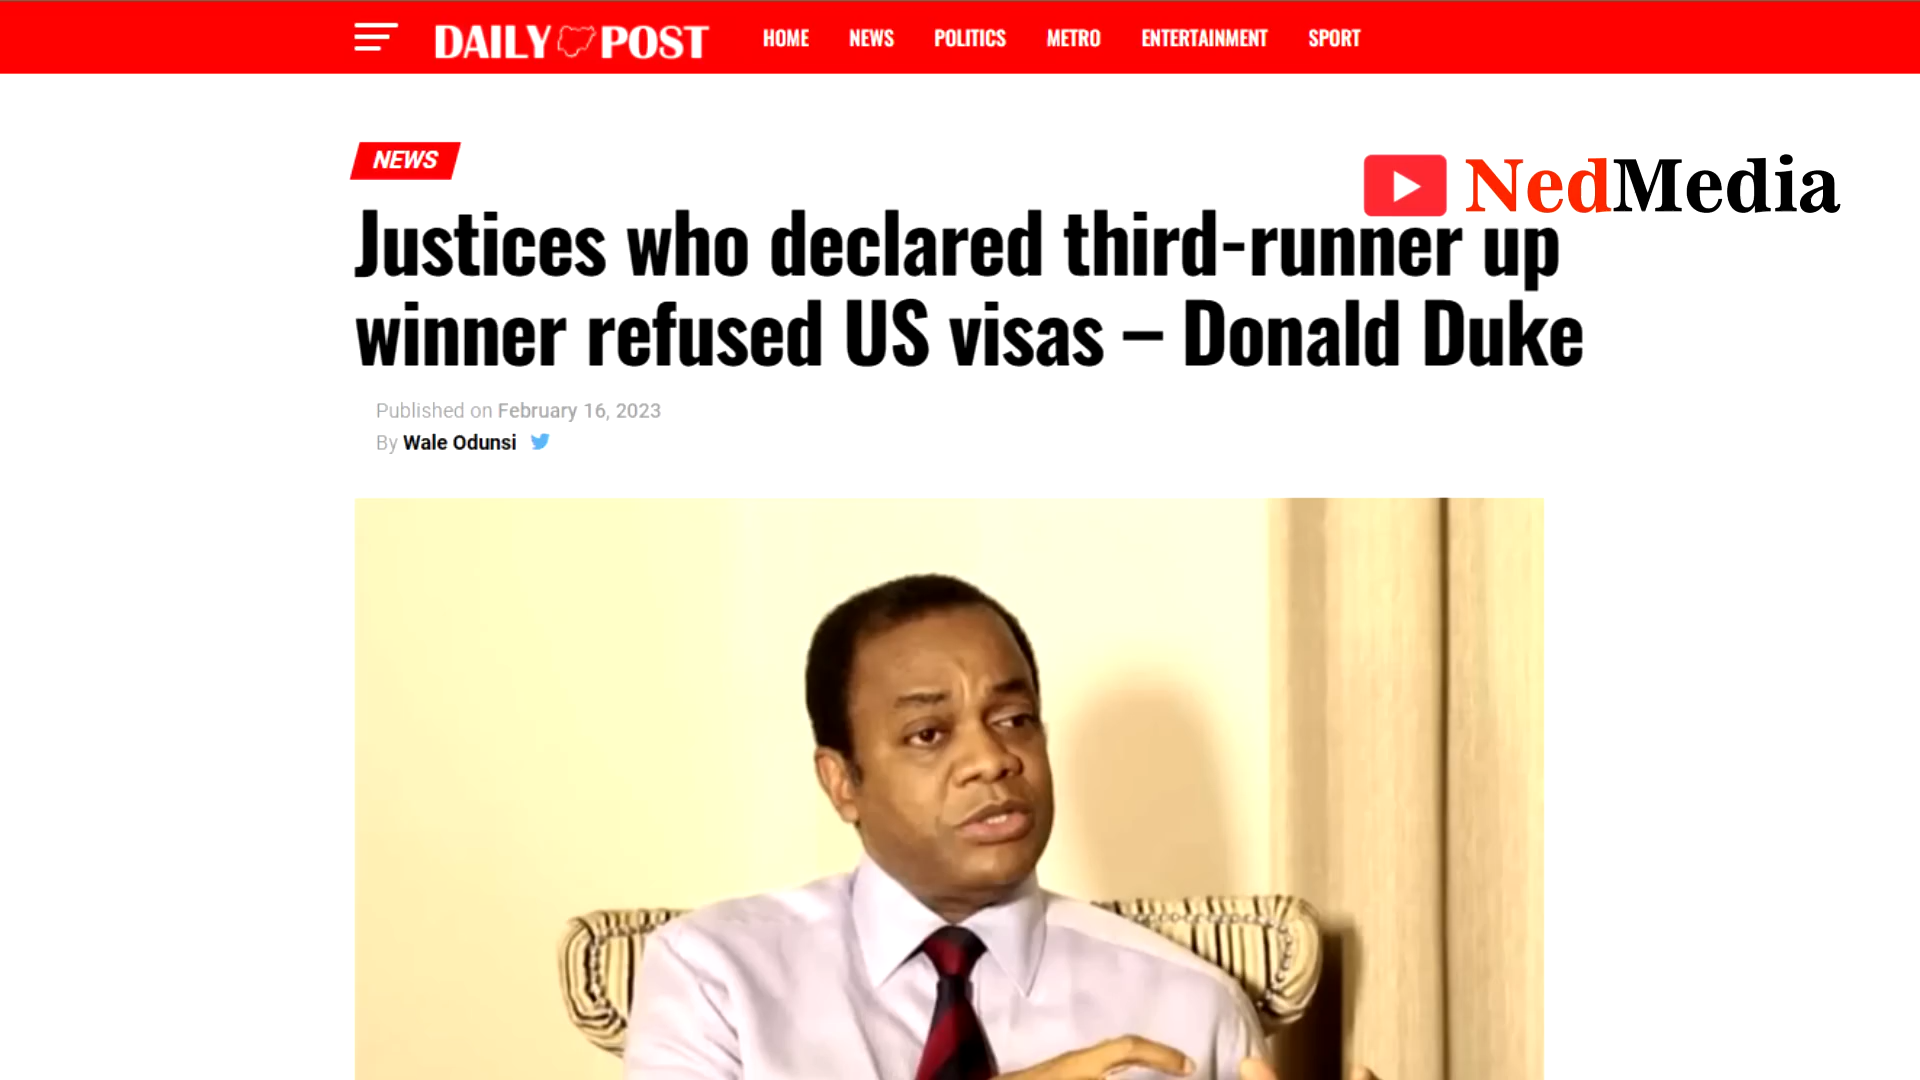 DAILY POST HOME NEWS POLITICS METRO ENTERTAINMENT SPORT
NEWS
NedMedia
Justices who declared third-runner up
winner refused US visas – Donald Duke
Published on February 16, 2023
By Wale Odunsi